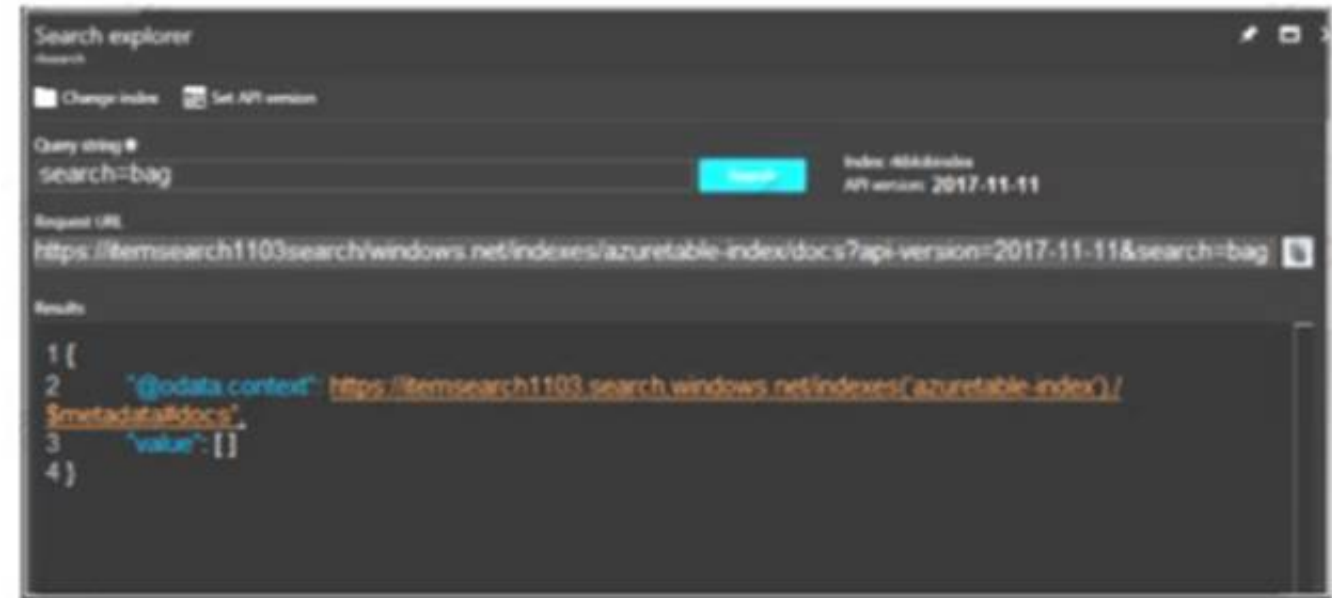 Search explorer
Change index Set API version
Query string
search=bag
Search
Index:
API version: 2017-11-11
Request URL
https://itemsearch1103search/windows.net/indexes/azuretable-index/docs?api-version=2017-11-11&search=bag
Results
1 {
2 "@odata.context": https://itemsearch1103.search.windows.net/indexes('azuretable-index')./
$metadata#docs",
3 "value": []
4 }